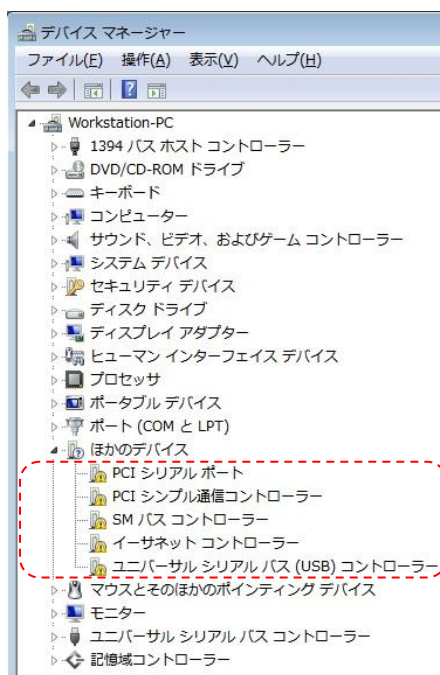 デバイス マネージャー
ファイル(F) 操作(A) 表示(V) ヘルプ(H)
Workstation-PC
1394 バス ホスト コントローラー
DVD/CD-ROM ドライブ
キーボード
コンピューター
サウンド、ビデオ、およびゲーム コントローラー
システム デバイス
セキュリティ デバイス
ディスク ドライブ
ディスプレイ アダプター
ヒューマン インターフェイス デバイス
プロセッサ
ポータブル デバイス
ポート (COM と LPT)
ほかのデバイス
PCI シリアル ポート
PCI シンプル通信コントローラー
SM バス コントローラー
イーサネット コントローラー
ユニバーサル シリアル バス (USB) コントローラー
マウスとそのほかのポインティング デバイス
モニター
ユニバーサル シリアル バス コントローラー
記憶域コントローラー